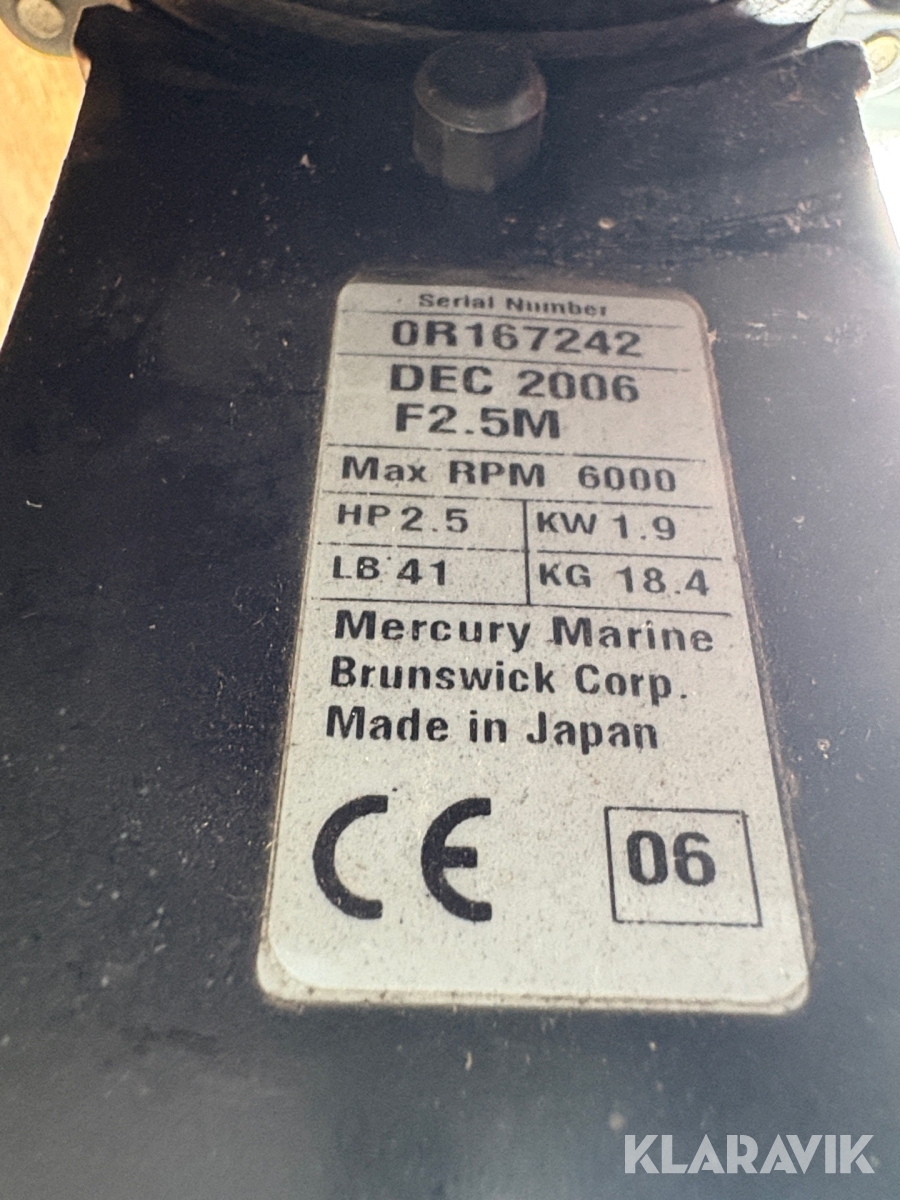 Serial Number
0R167242
DEC 2006
F2.5M
Max RPM 6000
HP 2.5 KW 1.9
LB 41 KG 18.4
Mercury Marine
Brunswick Corp.
Made in Japan
CE 06
KLARAVIK